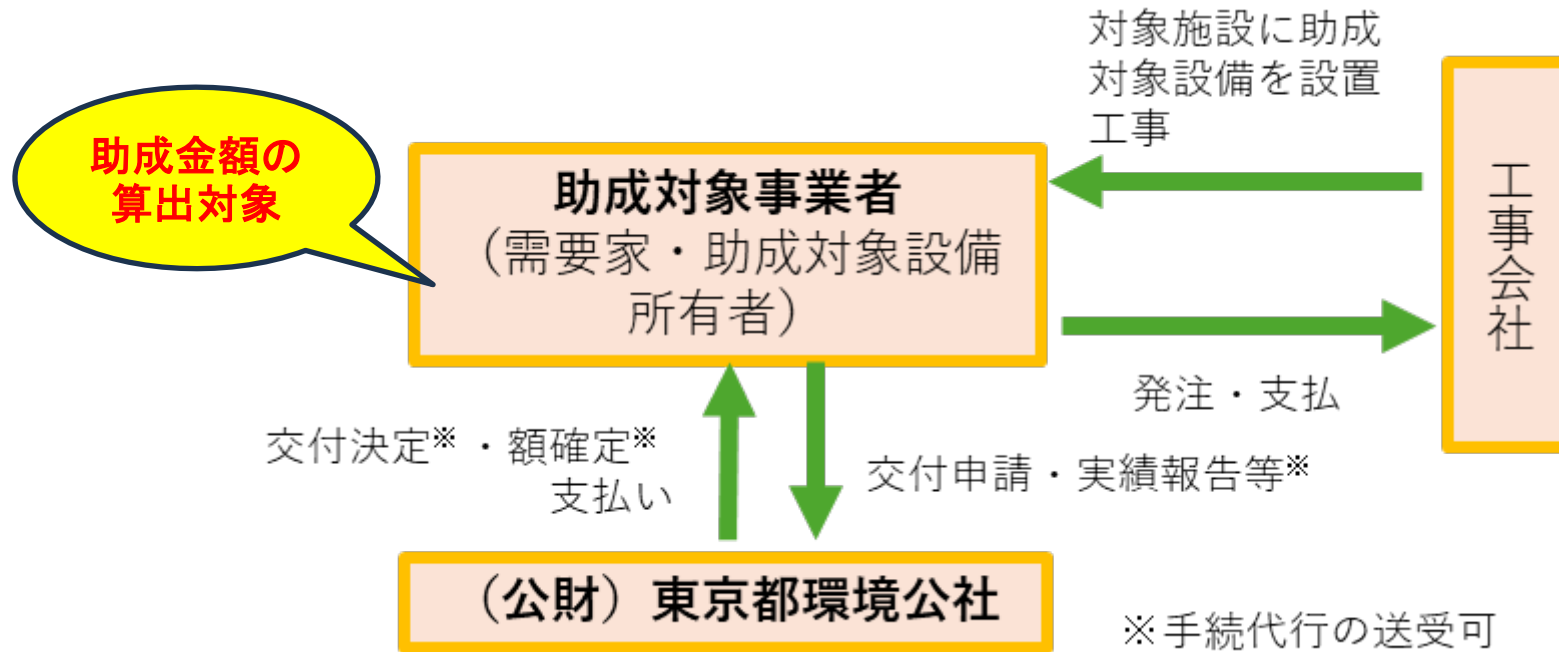 対象施設に助成
対象設備を設置
工事
助成金額の
算出対象
助成対象事業者
（需要家・助成対象設備
所有者）
工事会社
発注・支払
交付決定※・額確定※
支払い
交付申請・実績報告等※
（公財）東京都環境公社
※手続代行の送受可